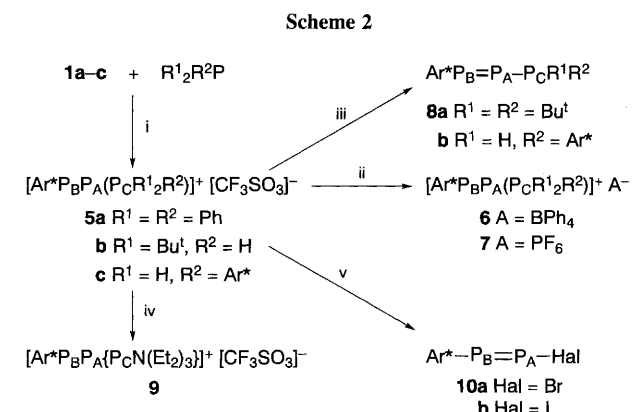 Scheme 2
1a–c + R¹₂R²P
i
iii
Ar*P_B=P_A–P_CR¹R²
8a R¹ = R² = Buᵗ
b R¹ = H, R² = Ar*
[Ar*P_BP_A(P_CR¹₂R²)]⁺ [CF₃SO₃]⁻
ii
[Ar*P_BP_A(P_CR¹₂R²)]⁺ A⁻
5a R¹ = R² = Ph
b R¹ = Buᵗ, R² = H
c R¹ = H, R² = Ar*
6 A = BPh₄
7 A = PF₆
iv
v
[Ar*P_BP_A{P_CN(Et₂)₃}]⁺ [CF₃SO₃]⁻
9
Ar*–P_B=P_A–Hal
10a Hal = Br
b Hal = I